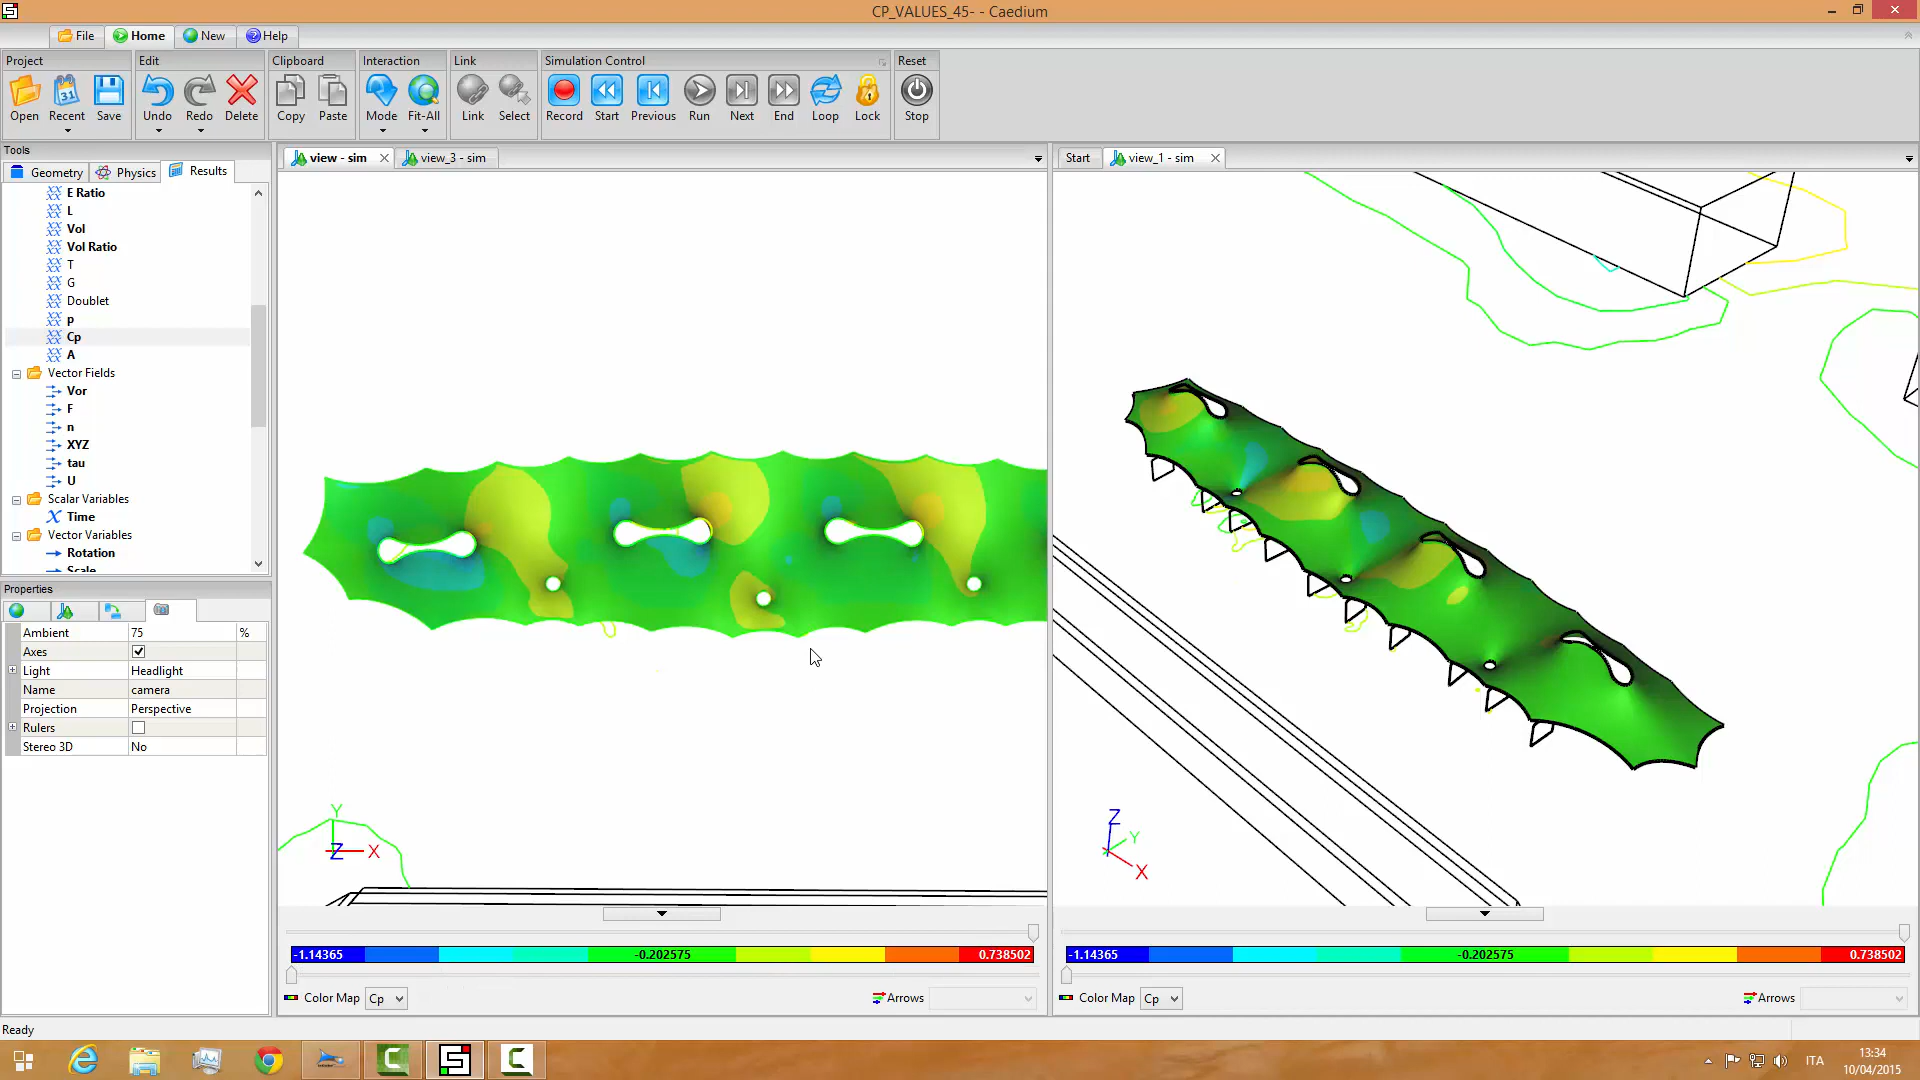 CP_VALUES_45- - Caedium
File
Home
New
Help
Project
Edit
Clipboard
Interaction
Link
Simulation Control
Reset
31
Open
Recent
Save
Undo
Redo
Delete
Copy
Paste
Mode
Fit-All
Link
Select
Record
Start
Previous
Run
Next
End
Loop
Lock
Stop
Tools
Geometry
Physics
Results
E Ratio
L
Vol
Vol Ratio
T
G
Doublet
p
Cp
A
Vector Fields
Vor
F
n
XYZ
tau
U
Scalar Variables
Time
Vector Variables
Rotation
Scale
Properties
Ambient 75 %
Axes
Light Headlight
Name camera
Projection Perspective
Rulers
Stereo 3D No
view - sim
view_3 - sim
Y
Z
X
-1.14365
-0.202575
0.738502
Color Map
Cp
Arrows
Start
view_1 - sim
Z
Y
X
-1.14365
-0.202575
0.738502
Color Map
Cp
Arrows
Ready
ITA
13:34
10/04/2015